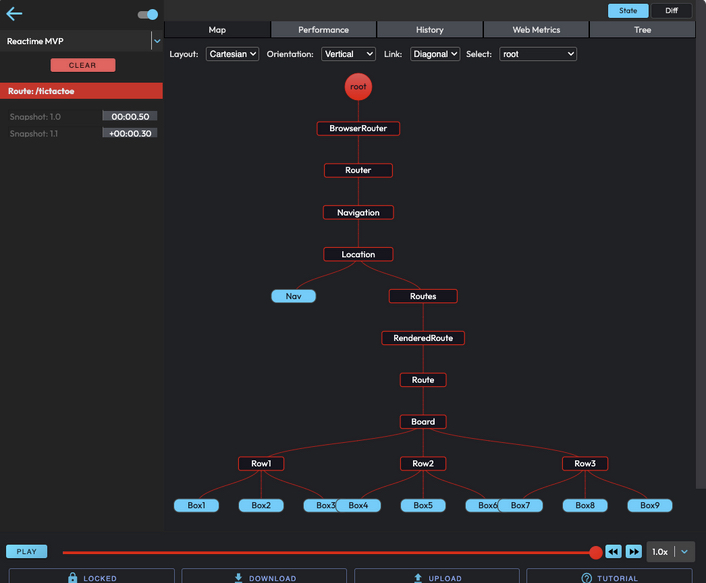 State Diff
Map Performance History Web Metrics Tree
Reactime MVP
CLEAR
Route: /tictactoe
Snapshot: 1.0 00:00.50
Snapshot: 1.1 +00:00.30
Layout: Cartesian Orientation: Vertical Link: Diagonal Select: root
root
BrowserRouter
Router
Navigation
Location
Nav Routes
RenderedRoute
Route
Board
Row1 Row2 Row3
Box1 Box2 Box3 Box4 Box5 Box6 Box7 Box8 Box9
PLAY 1.0x
LOCKED DOWNLOAD UPLOAD TUTORIAL